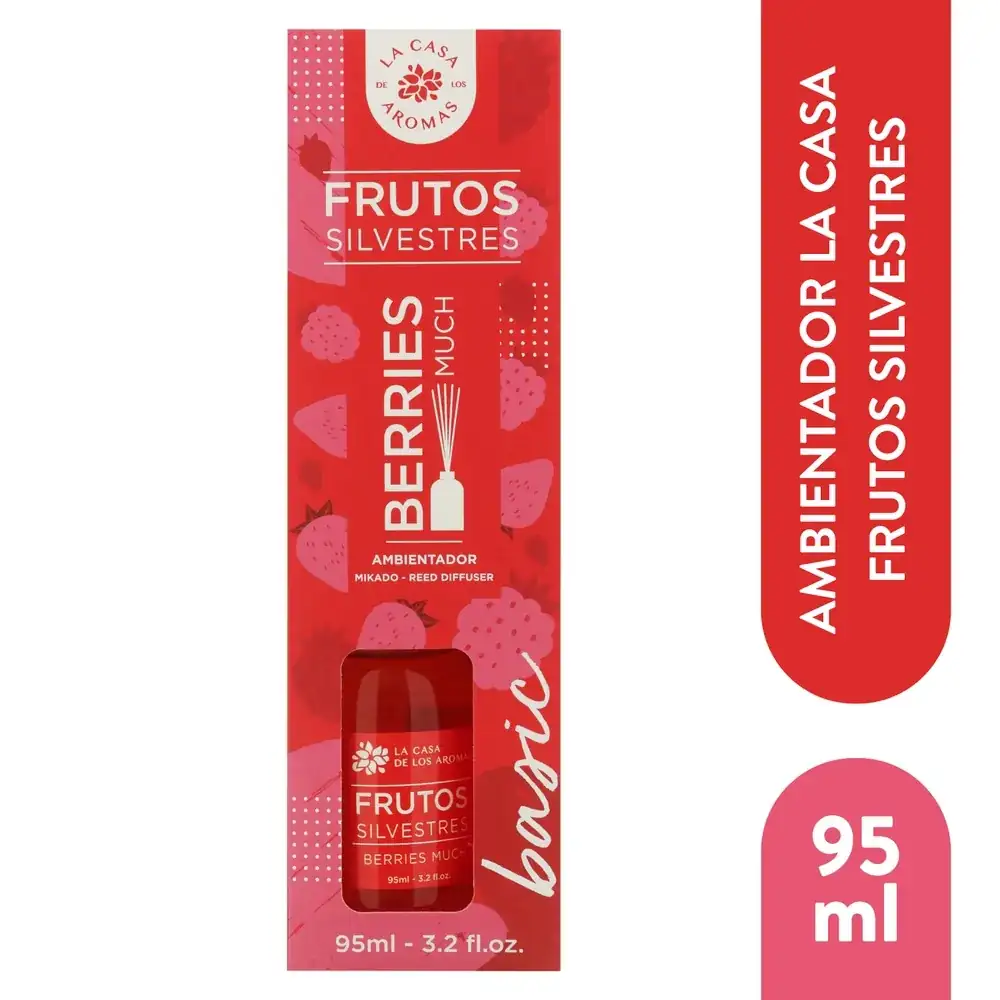 LA CASA
DE LOS
AROMAS
FRUTOS
SILVESTRES
BERRIES
MUCH
AMBIENTADOR
MIKADO - REED DIFFUSER
basic
LA CASA
DE LOS AROMA
FRUTOS
SILVESTRES
BERRIES MUCH
95ml - 3.2 fl.oz.
95ml - 3.2 fl.oz.
AMBIENTADOR LA CASA
FRUTOS SILVESTRES
95
ml